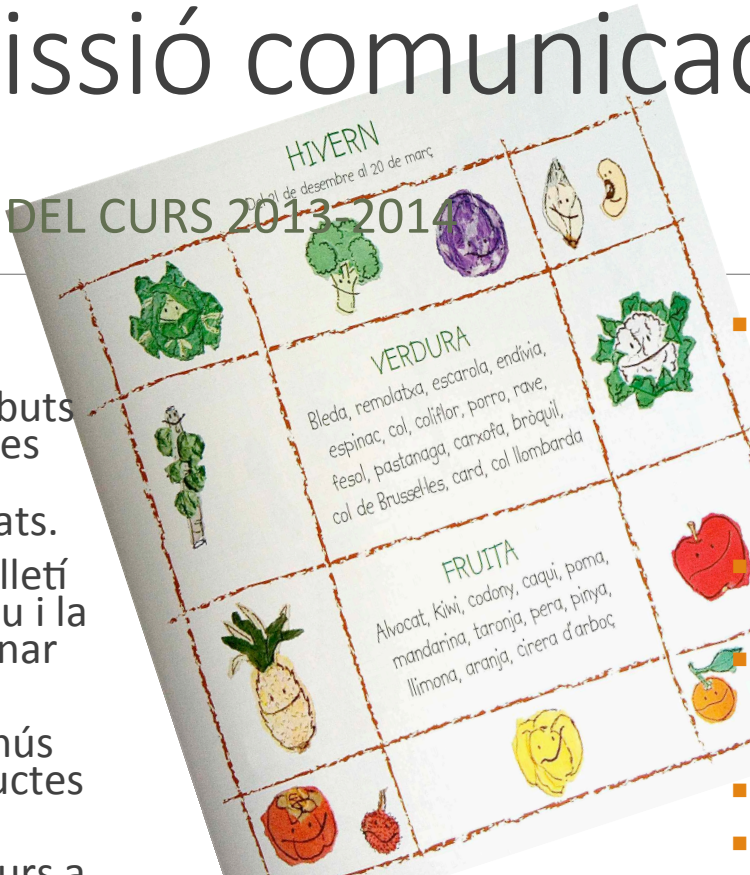 issió comunicac
DEL CURS 2013-2014
HIVERN
Del 21 de desembre al 20 de març
VERDURA
Bleda, remolatxa, escarola, endívia,
espinac, col, coliflor, porro, rave,
fesol, pastanaga, carxofa, bròquil,
col de Brussel·les, card, col llombarda
FRUITA
Alvocat, Kiwi, codony, caqui, poma,
mandarina, taronja, pera, pinya,
llimona, aranja, cirera d'arboç
buts
es
ats.
lletí
u i la
nar
nús
uctes
urs a